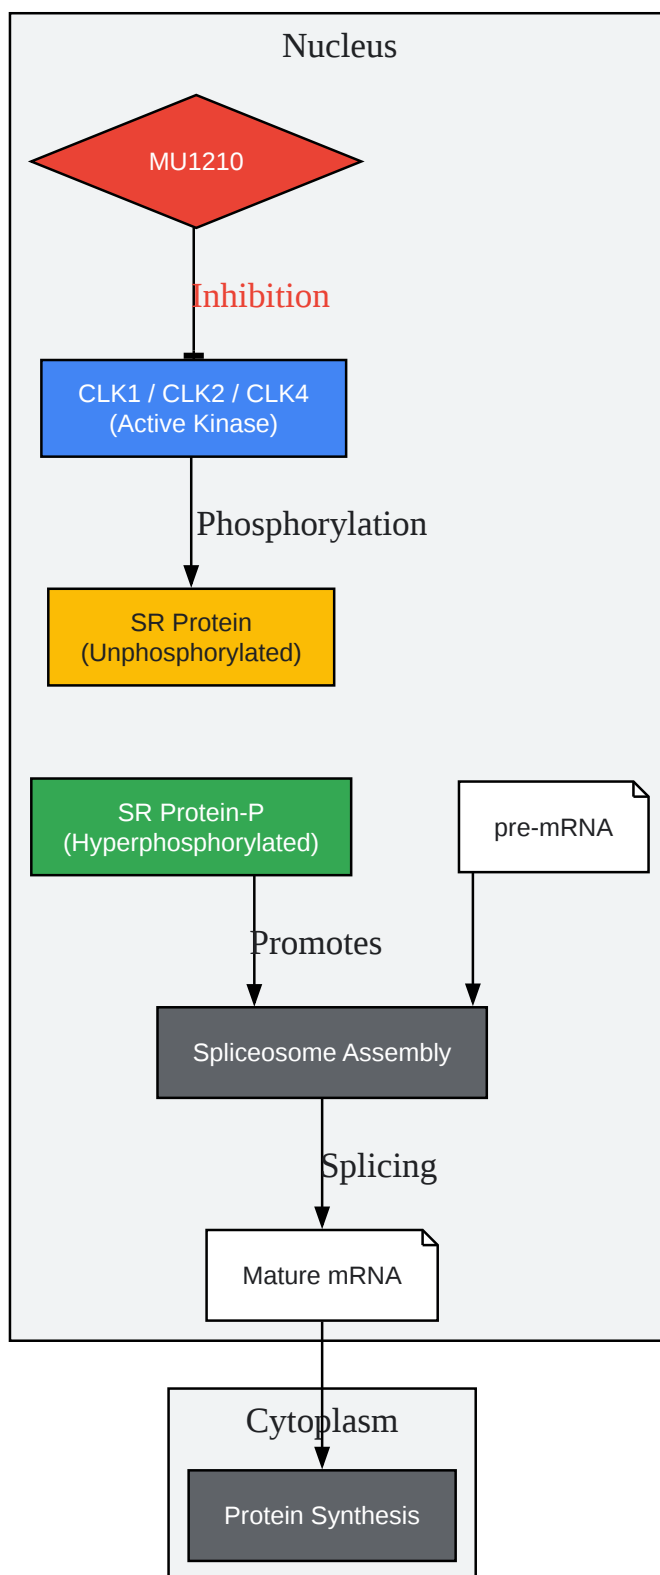 Nucleus
MU1210
Inhibition
CLK1 / CLK2 / CLK4
(Active Kinase)
Phosphorylation
SR Protein
(Unphosphorylated)
SR Protein-P
(Hyperphosphorylated)
pre-mRNA
Promotes
Spliceosome Assembly
Splicing
Mature mRNA
Cytoplasm
Protein Synthesis